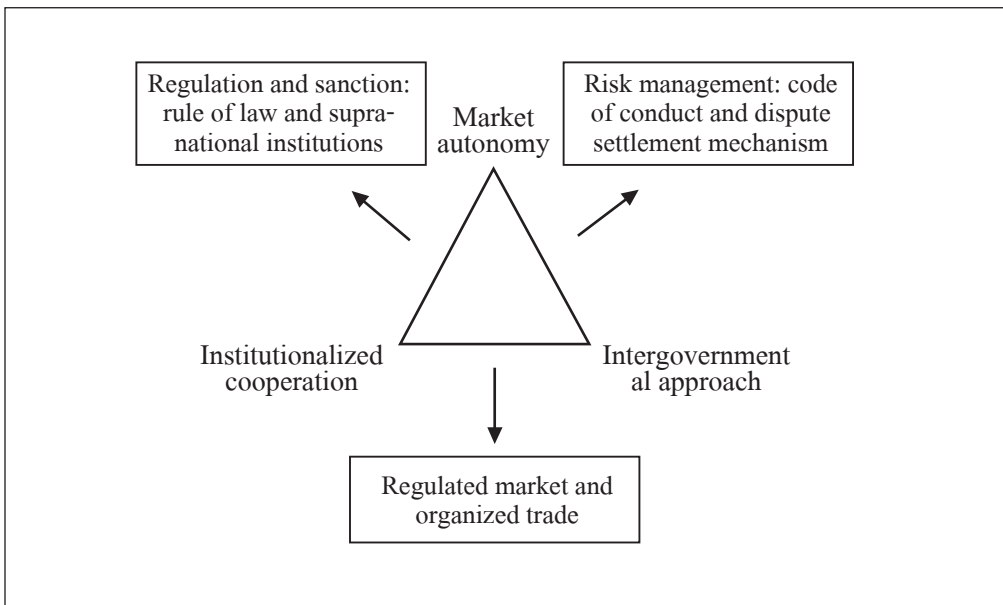 Regulation and sanction:
rule of law and supra-
national institutions
Risk management: code
of conduct and dispute
settlement mechanism
Market
autonomy
Institutionalized
cooperation
Intergovernment
al approach
Regulated market and
organized trade